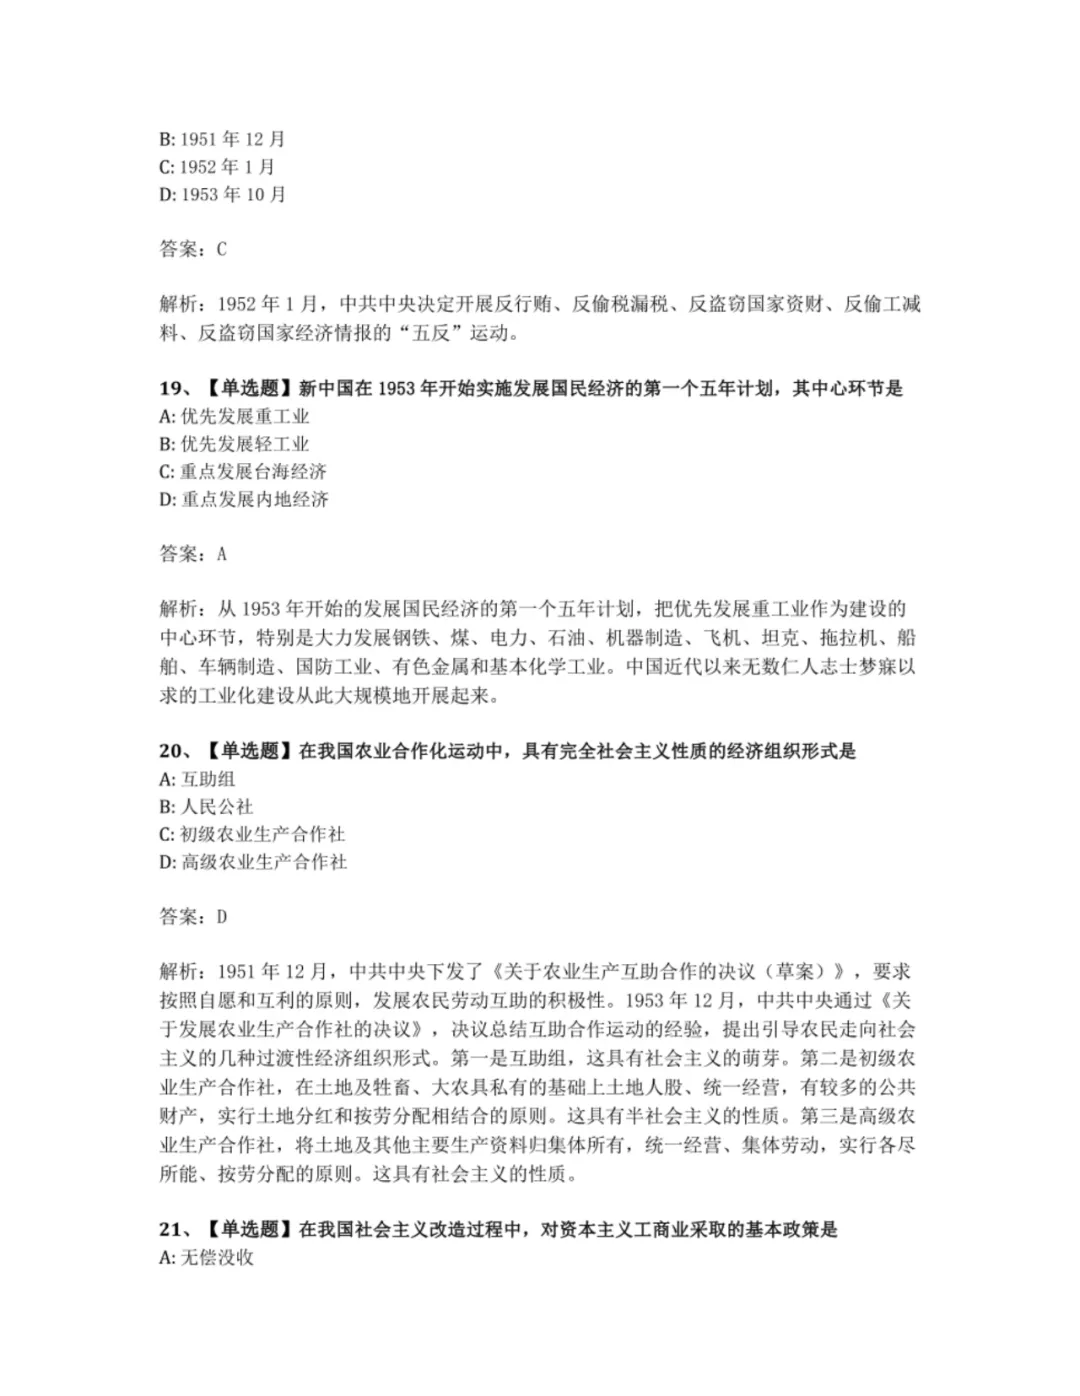 B: 1951 年 12 月
C: 1952 年 1 月
D: 1953 年 10 月
答案：C
解析：1952 年 1 月，中共中央决定开展反行贿、反偷税漏税、反盗窃国家资财、反偷工减
料、反盗窃国家经济情报的“五反”运动。
19、【单选题】新中国在 1953 年开始实施发展国民经济的第一个五年计划，其中心环节是
A: 优先发展重工业
B: 优先发展轻工业
C: 重点发展台海经济
D: 重点发展内地经济
答案：A
解析：从 1953 年开始的发展国民经济的第一个五年计划，把优先发展重工业作为建设的
中心环节，特别是大力发展钢铁、煤、电力、石油、机器制造、飞机、坦克、拖拉机、船
舶、车辆制造、国防工业、有色金属和基本化学工业。中国近代以来无数仁人志士梦寐以
求的工业化建设从此大规模地开展起来。
20、【单选题】在我国农业合作化运动中，具有完全社会主义性质的经济组织形式是
A: 互助组
B: 人民公社
C: 初级农业生产合作社
D: 高级农业生产合作社
答案：D
解析：1951 年 12 月，中共中央下发了《关于农业生产互助合作的决议（草案）》，要求
按照自愿和互利的原则，发展农民劳动互助的积极性。1953 年 12 月，中共中央通过《关
于发展农业生产合作社的决议》，决议总结互助合作运动的经验，提出引导农民走向社会
主义的几种过渡性经济组织形式。第一是互助组，这具有社会主义的萌芽。第二是初级农
业生产合作社，在土地及牲畜、大农具私有的基础上土地入股、统一经营，有较多的公共
财产，实行土地分红和按劳分配相结合的原则。这具有半社会主义的性质。第三是高级农
业生产合作社，将土地及其他主要生产资料归集体所有，统一经营、集体劳动，实行各尽
所能、按劳分配的原则。这具有社会主义的性质。
21、【单选题】在我国社会主义改造过程中，对资本主义工商业采取的基本政策是
A: 无偿没收